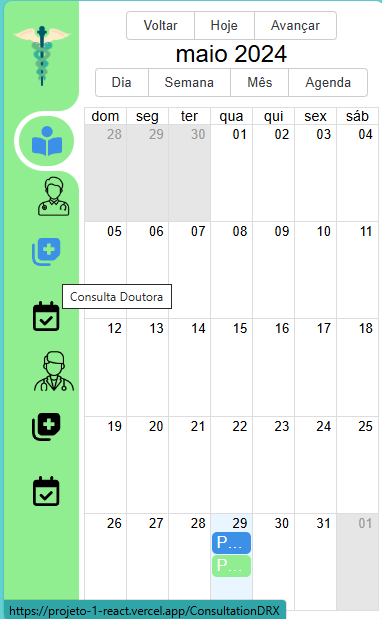 Voltar Hoje Avançar
maio 2024
Dia Semana Mês Agenda
dom seg ter qua qui sex sáb
28 29 30 01 02 03 04
05 06 07 08 09 10 11
Consulta Doutora
12 13 14 15 16 17 18
19 20 21 22 23 24 25
26 27 28 29 30 31 01
P...
P...
https://projeto-1-react.vercel.app/ConsultationDRX